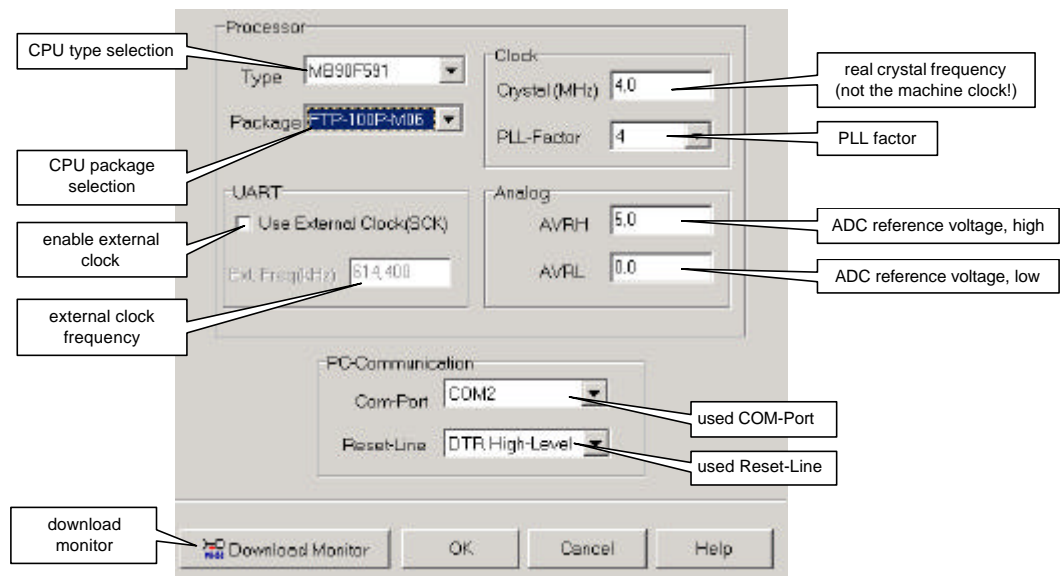 Processor
CPU type selection
Type MB90F591
Package FTP-100P-M06
CPU package
selection
Clock
Crystal (MHz) 4,0
PLL-Factor 4
real crystal frequency
(not the machine clock!)
PLL factor
UART
Use External Clock(SCK)
Ext. Freq(kHz) 614,400
enable external
clock
external clock
frequency
Analog
AVRH 5,0
AVRL 0,0
ADC reference voltage, high
ADC reference voltage, low
PC-Communication
Com-Port COM2
Reset-Line DTR High-Level
used COM-Port
used Reset-Line
download
monitor
Download Monitor
OK
Cancel
Help